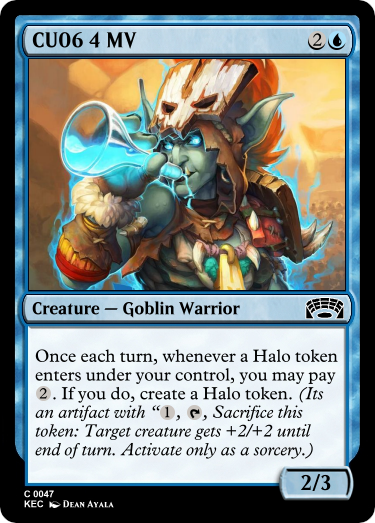 CU06 4 MV
2
Creature — Goblin Warrior
Once each turn, whenever a Halo token
enters under your control, you may pay
2. If you do, create a Halo token. (Its
an artifact with “1, , Sacrifice this
token: Target creature gets +2/+2 until
end of turn. Activate only as a sorcery.)
2/3
C 0047
KEC Dean Ayala